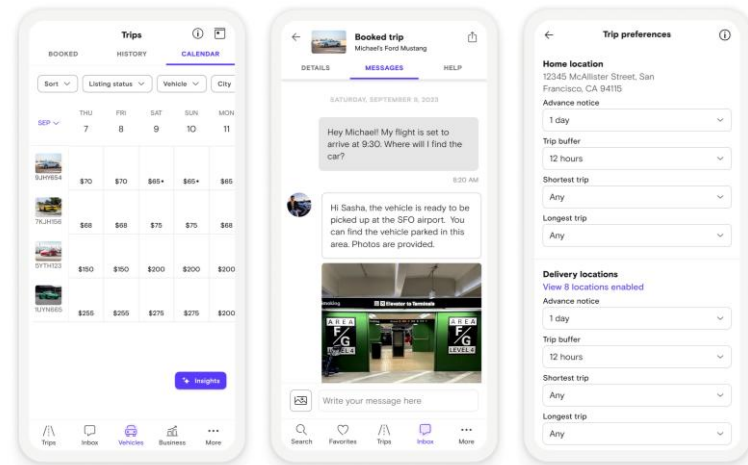 Trips
BOOKED HISTORY CALENDAR
Sort Listing status Vehicle City
SEP THU 7 FRI 8 SAT 9 SUN 10 MON 11
9JHY654 $70 $70 $65 $65 $65
7KJH156 $68 $68 $75 $75 $68
5YTH123 $150 $150 $200 $200 $200
1UYN665 $255 $255 $275 $275 $200
Insights
Trips Inbox Vehicles Business More
Booked trip
Michael's Ford Mustang
DETAILS MESSAGES HELP
SATURDAY, SEPTEMBER 9, 2023
Hey Michael! My flight is set to
arrive at 9:30. Where will I find the
car?
9:20 AM
Hi Sasha, the vehicle is ready to be
picked up at the SFO airport. You
can find the vehicle parked in this
area. Photos are provided.
Elevator to Terminals
AREA F/G LEVEL 4
AREA F/G LEVEL 4
Write your message here
Search Favorites Trips Inbox More
Trip preferences
Home location
12345 McAllister Street, San
Francisco, CA 94115
Advance notice
1 day
Trip buffer
12 hours
Shortest trip
Any
Longest trip
Any
Delivery locations
View 8 locations enabled
Advance notice
1 day
Trip buffer
12 hours
Shortest trip
Any
Longest trip
Any